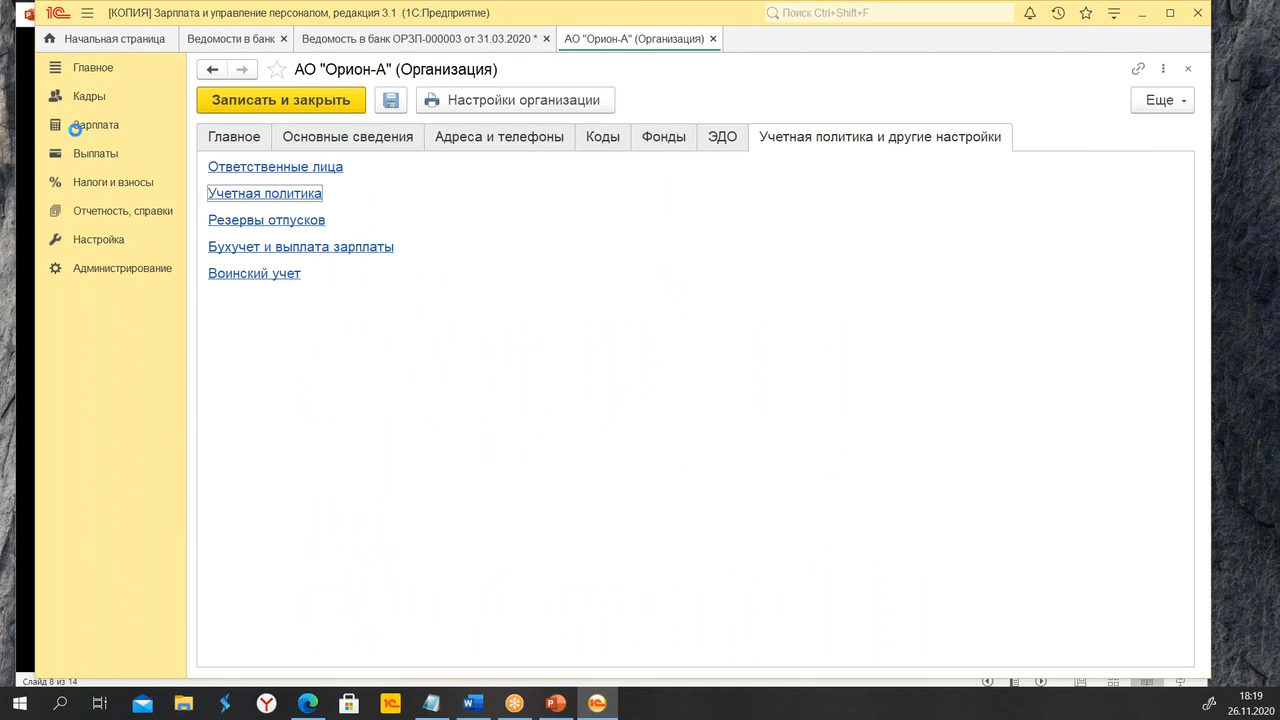 [КОПИЯ] Зарплата и управление персоналом, редакция 3.1 (1С:Предприятие)
Поиск Ctrl+Shift+F
Начальная страница
Ведомости в банк
Ведомость в банк ОРЗП-000003 от 31.03 2020 *
АО "Орион-А" (Организация)
Главное
Кадры
Зарплата
Выплаты
Налоги и взносы
Отчетность, справки
Настройка
Администрирование
АО "Орион-А" (Организация)
Записать и закрыть
Настройки организации
Еще
Главное
Основные сведения
Адреса и телефоны
Коды
Фонды
ЭДО
Учетная политика и другие настройки
Ответственные лица
Учетная политика
Резервы отпусков
Бухучет и выплата зарплаты
Воинский учет
Слайд 8 из 14
18:19
26.11.2020